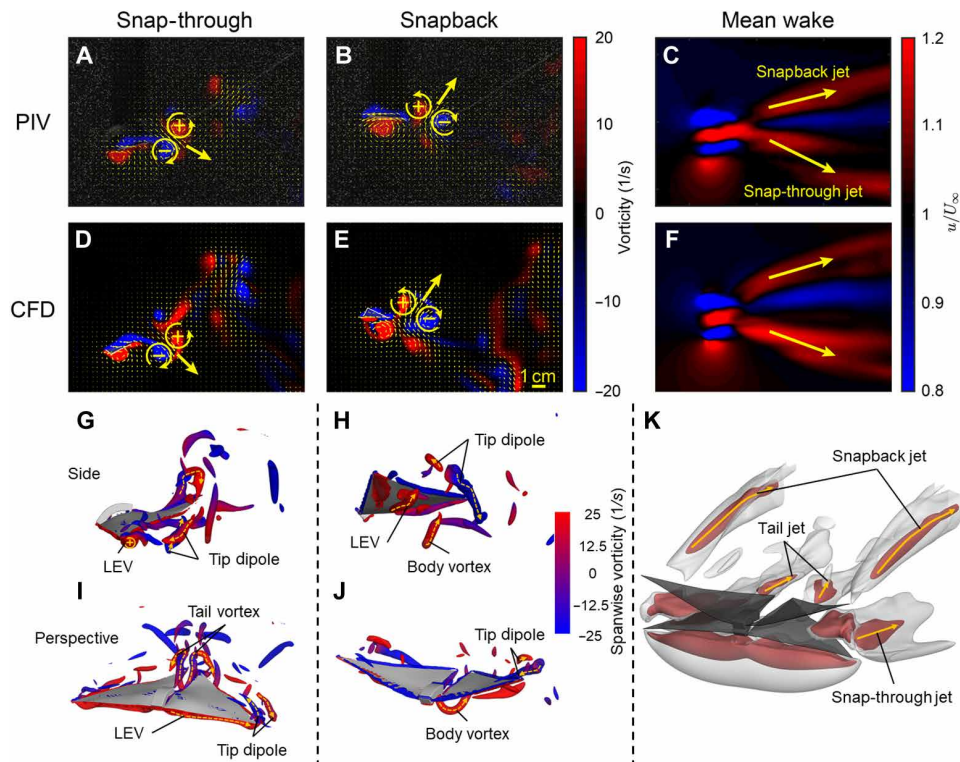 Snap-through
Snapback
Mean wake
PIV
CFD
A
B
C
Snapback jet
Snap-through jet
20
10
0
−10
−20
Vorticity (1/s)
1.2
1.1
1
0.9
0.8
u/U∞
D
E
F
+
−
+
−
+
−
+
−
1 cm
G
Side
LEV
+
Tip dipole
H
Tip dipole
LEV
Body vortex
25
12.5
0
−12.5
−25
Spanwise vorticity (1/s)
I
Perspective
Tail vortex
LEV
Tip dipole
J
Tip dipole
Body vortex
K
Snapback jet
Tail jet
Snap-through jet